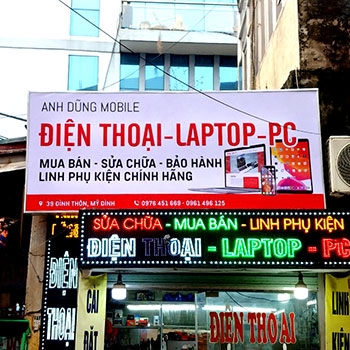 ANH DŨNG MOBILE
ĐIỆN THOẠI-LAPTOP-PC
MUA BÁN - SỬA CHỮA - BẢO HÀNH
LINH PHỤ KIỆN CHÍNH HÃNG
39 ĐÌNH THÔN, MỸ ĐÌNH 0976 451 668 - 0961 496 125
SỬA CHỮA - MUA BÁN - LINH PHỤ KIỆN
ĐIỆN THOẠI - LAPTOP - PC
ĐIỆN
THOẠI
CÀI
ĐẶT
ĐIỆN THOẠI
LINH
KIỆN